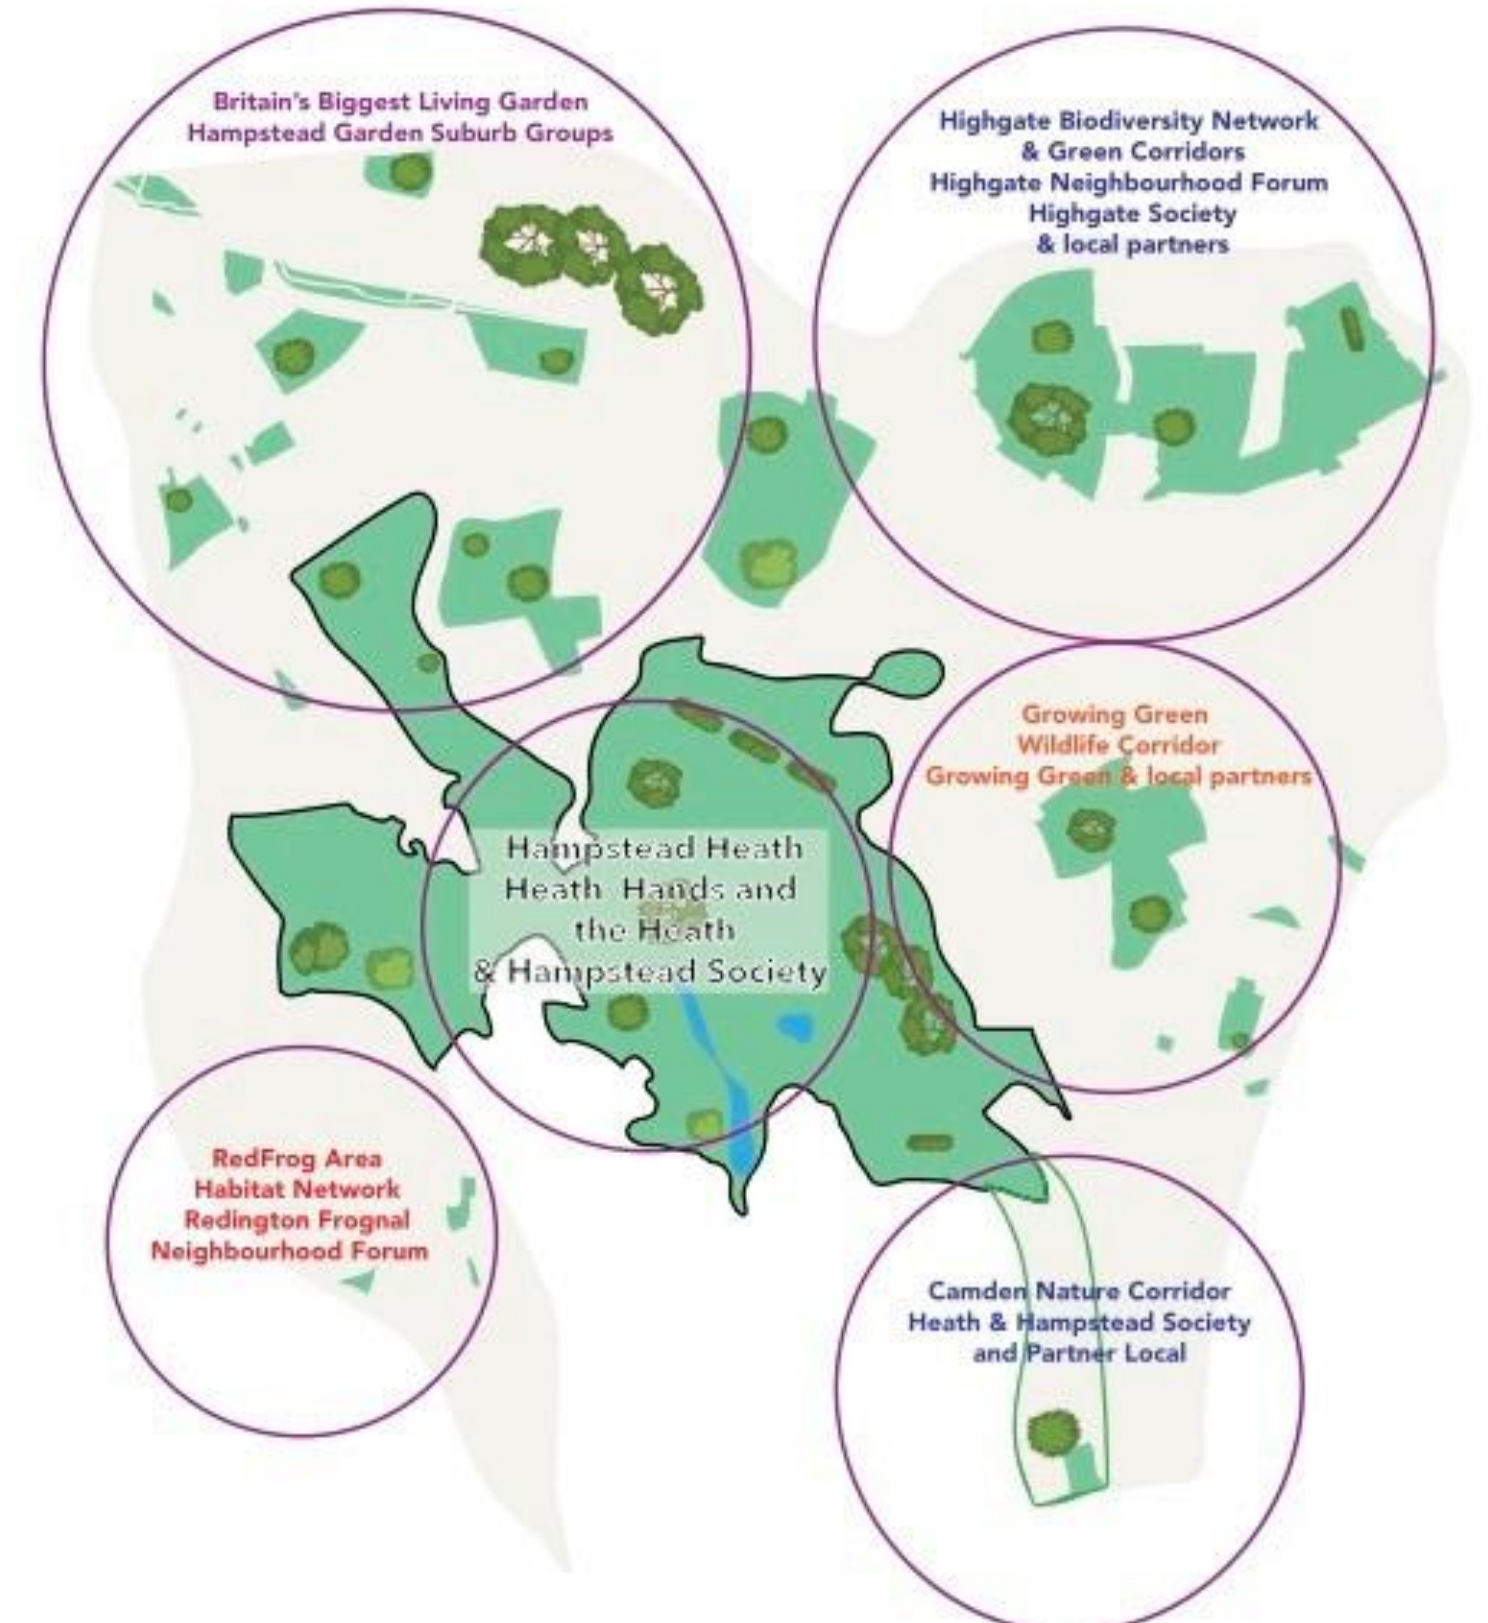 Britain's Biggest Living Garden
Hampstead Garden Suburb Groups
Highgate Biodiversity Network
& Green Corridors
Highgate Neighbourhood Forum
Highgate Society
& local partners
Growing Green
Wildlife Corridor
Growing Green & local partners
Hampstead Heath
Heath Hands and
the Heath
& Hampstead Society
RedFrog Area
Habitat Network
Redington Frognal
Neighbourhood Forum
Camden Nature Corridor
Heath & Hampstead Society
and Partner Local